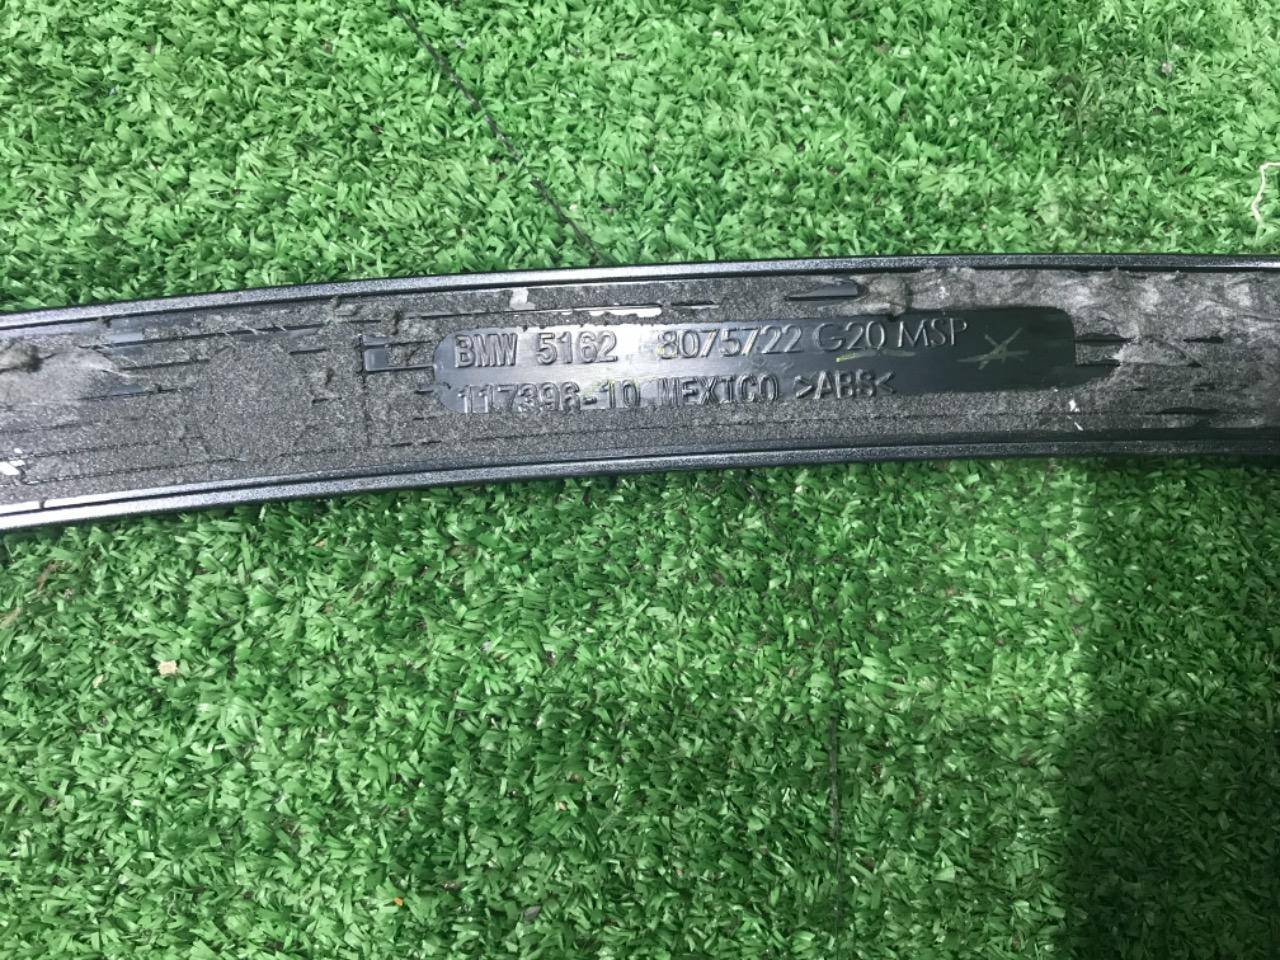 BMW 5162 8075722 G20 MSP
117398-10 MEXICO >ABS<